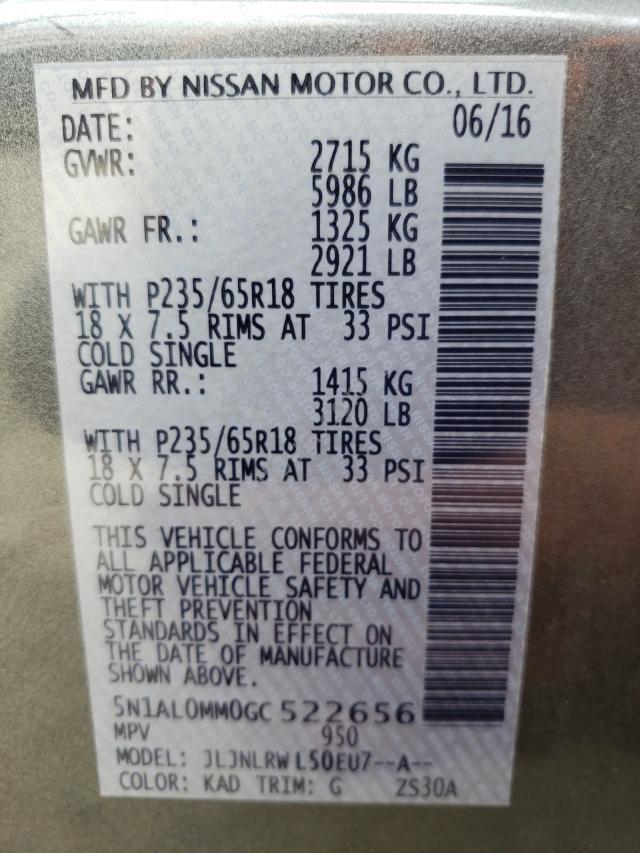 MFD BY NISSAN MOTOR CO., LTD.
DATE: 06/16
GVWR: 2715 KG
5986 LB
GAWR FR.: 1325 KG
2921 LB
WITH P235/65R18 TIRES
18 X 7.5 RIMS AT 33 PSI
COLD SINGLE
GAWR RR.: 1415 KG
3120 LB
WITH P235/65R18 TIRES
18 X 7.5 RIMS AT 33 PSI
COLD SINGLE
THIS VEHICLE CONFORMS TO
ALL APPLICABLE FEDERAL
MOTOR VEHICLE SAFETY AND
THEFT PREVENTION
STANDARDS IN EFFECT ON
THE DATE OF MANUFACTURE
SHOWN ABOVE.
5N1AL0MM0GC 522656
MPV 950
MODEL: JLJNLRW L50EU7--A--
COLOR: KAD TRIM: G ZS30A